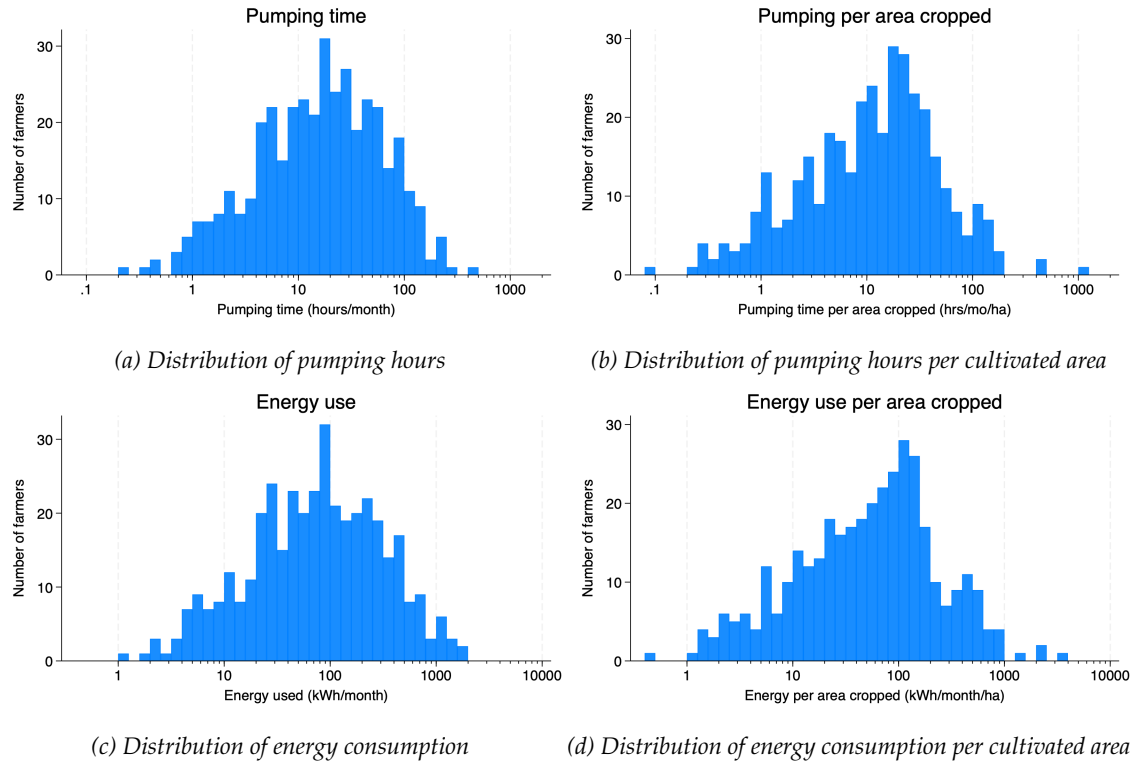 Pumping time
Number of farmers
30
20
10
0
.1 1 10 100 1000
Pumping time (hours/month)
(a) Distribution of pumping hours
Pumping per area cropped
Number of farmers
30
20
10
0
.1 1 10 100 1000
Pumping time per area cropped (hrs/mo/ha)
(b) Distribution of pumping hours per cultivated area
Energy use
Number of farmers
30
20
10
0
1 10 100 1000 10000
Energy used (kWh/month)
(c) Distribution of energy consumption
Energy use per area cropped
Number of farmers
30
20
10
0
1 10 100 1000 10000
Energy per area cropped (kWh/month/ha)
(d) Distribution of energy consumption per cultivated area